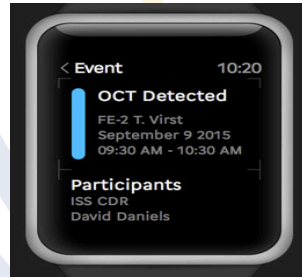 < Event 10:20
OCT Detected
FE-2 T. Virst
September 9 2015
09:30 AM - 10:30 AM
Participants
ISS CDR
David Daniels